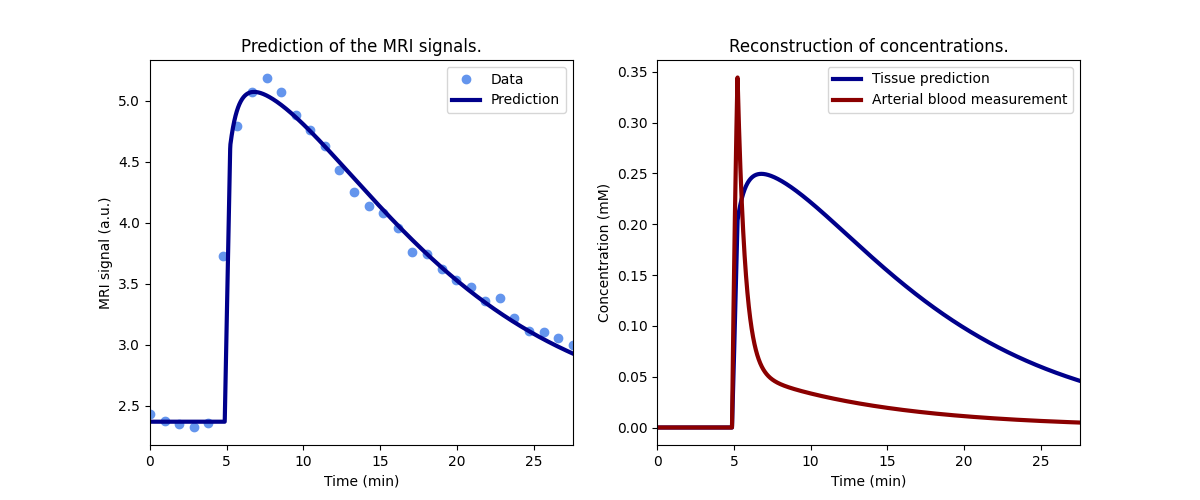 Prediction of the MRI signals.
MRI signal (a.u.)
5.0
4.5
4.0
3.5
3.0
2.5
Data
Prediction
0 5 10 15 20 25
Time (min)
Reconstruction of concentrations.
Concentration (mM)
0.35
0.30
0.25
0.20
0.15
0.10
0.05
0.00
Tissue prediction
Arterial blood measurement
0 5 10 15 20 25
Time (min)